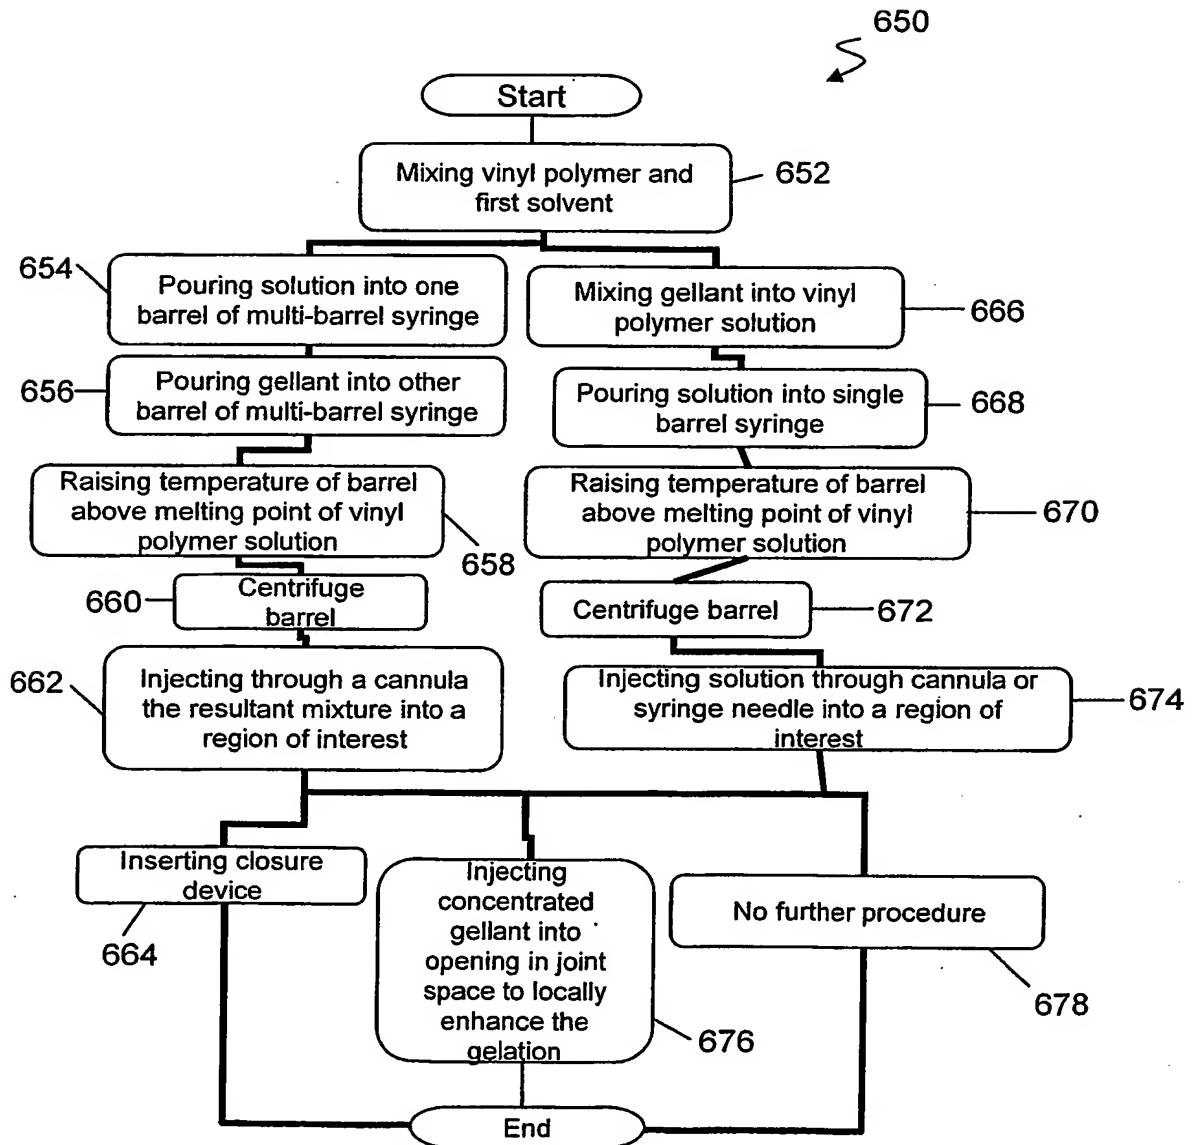 650
Start
Mixing vinyl polymer and
first solvent
652
654
Pouring solution into one
barrel of multi-barrel syringe
Mixing gellant into vinyl
polymer solution
666
656
Pouring gellant into other
barrel of multi-barrel syringe
Pouring solution into single
barrel syringe
668
Raising temperature of barrel
above melting point of vinyl
polymer solution
658
Raising temperature of barrel
above melting point of vinyl
polymer solution
670
660
Centrifuge
barrel
Centrifuge barrel
672
662
Injecting through a cannula
the resultant mixture into a
region of interest
Injecting solution through cannula or
syringe needle into a region of
interest
674
Inserting closure
device
664
Injecting
concentrated
gellant into
opening in joint
space to locally
enhance the
gelation
676
No further procedure
678
End